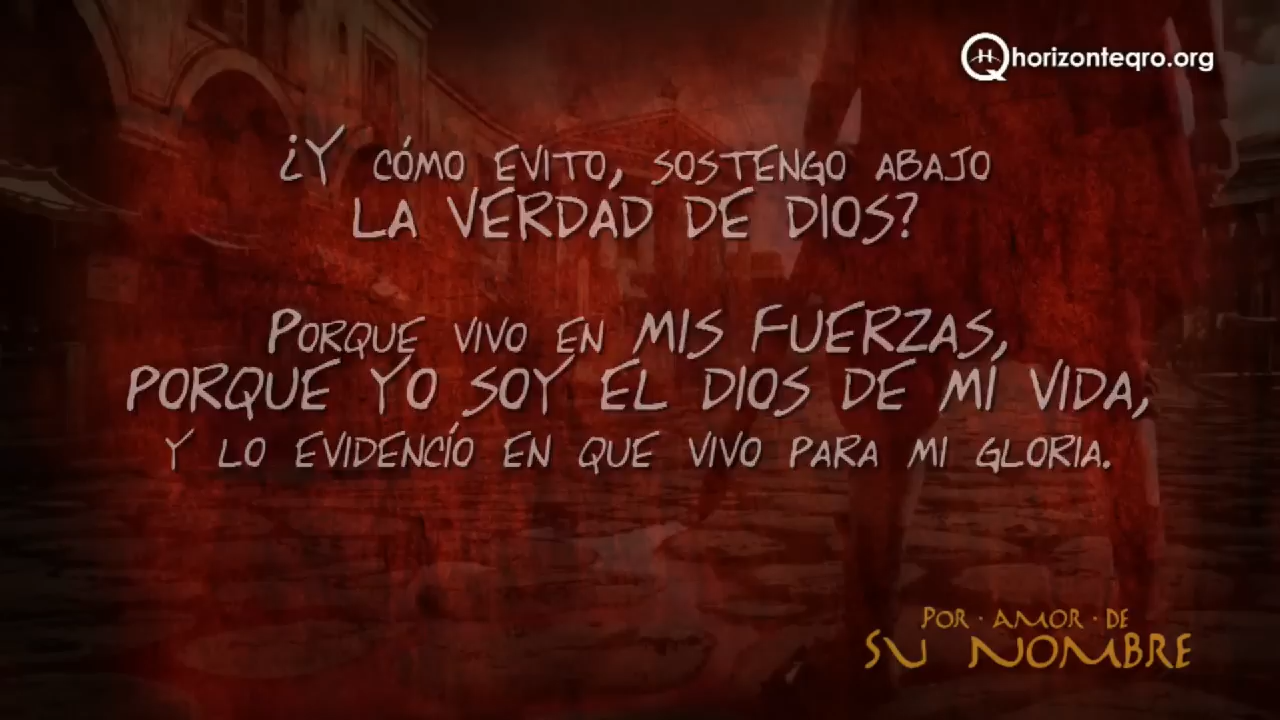 horizonteqro.org
¿Y CÓMO EVITO, SOSTENGO ABAJO
LA VERDAD DE DIOS?
PORQUE VIVO EN MIS FUERZAS,
PORQUE YO SOY EL DIOS DE MI VIDA,
Y LO EVIDENCÍO EN QUE VIVO PARA MI GLORIA.
POR · AMOR · DE
SU NOMBRE